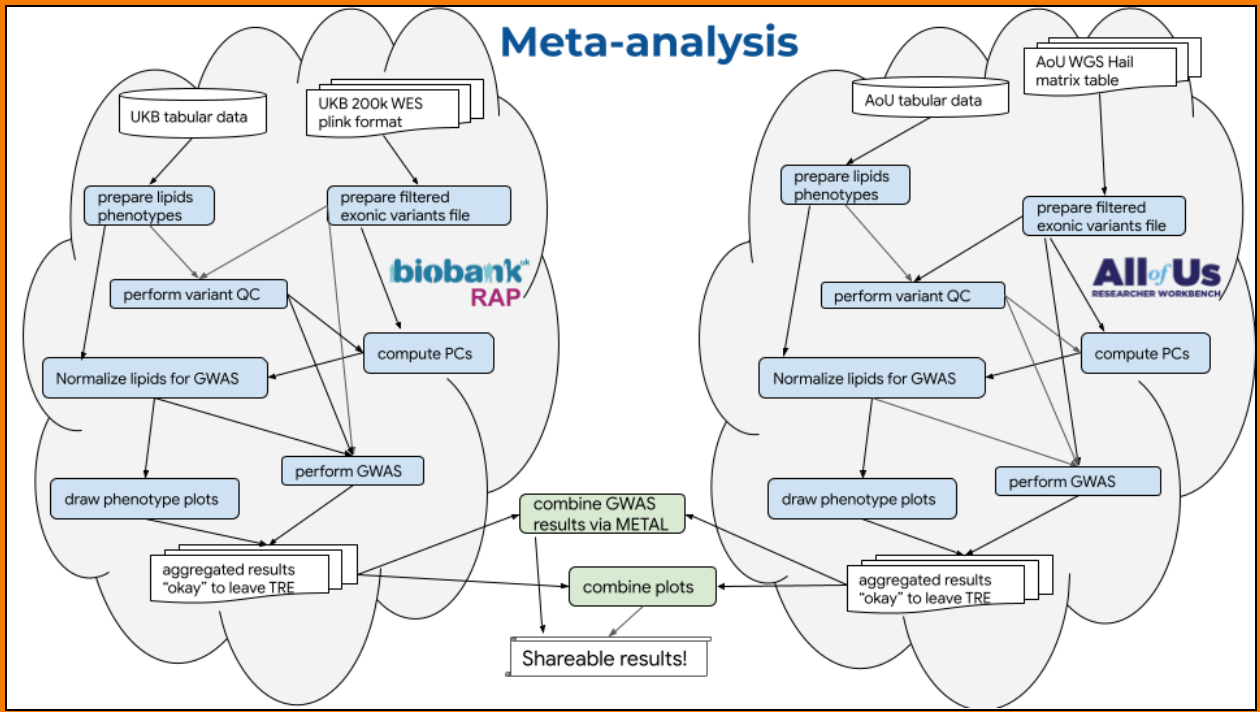 Meta-analysis
UKB tabular data
UKB 200k WES
plink format
prepare lipids
phenotypes
prepare filtered
exonic variants file
biobank uk
RAP
perform variant QC
compute PCs
Normalize lipids for GWAS
perform GWAS
draw phenotype plots
aggregated results
“okay” to leave TRE
AoU tabular data
AoU WGS Hail
matrix table
prepare lipids
phenotypes
prepare filtered
exonic variants file
All of Us
RESEARCHER WORKBENCH
perform variant QC
compute PCs
Normalize lipids for GWAS
perform GWAS
draw phenotype plots
aggregated results
“okay” to leave TRE
combine GWAS
results via METAL
combine plots
Shareable results!